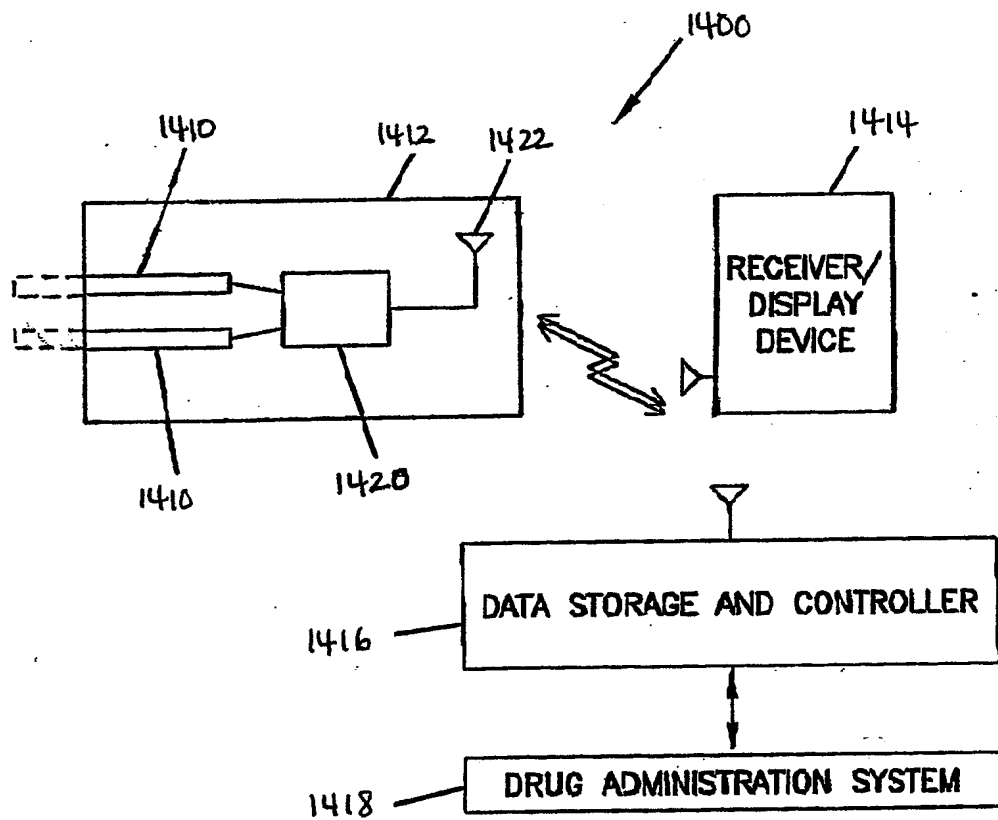 1400
1410
1412
1422
1414
RECEIVER/
DISPLAY
DEVICE
1410
1420
DATA STORAGE AND CONTROLLER
1416
DRUG ADMINISTRATION SYSTEM
1418